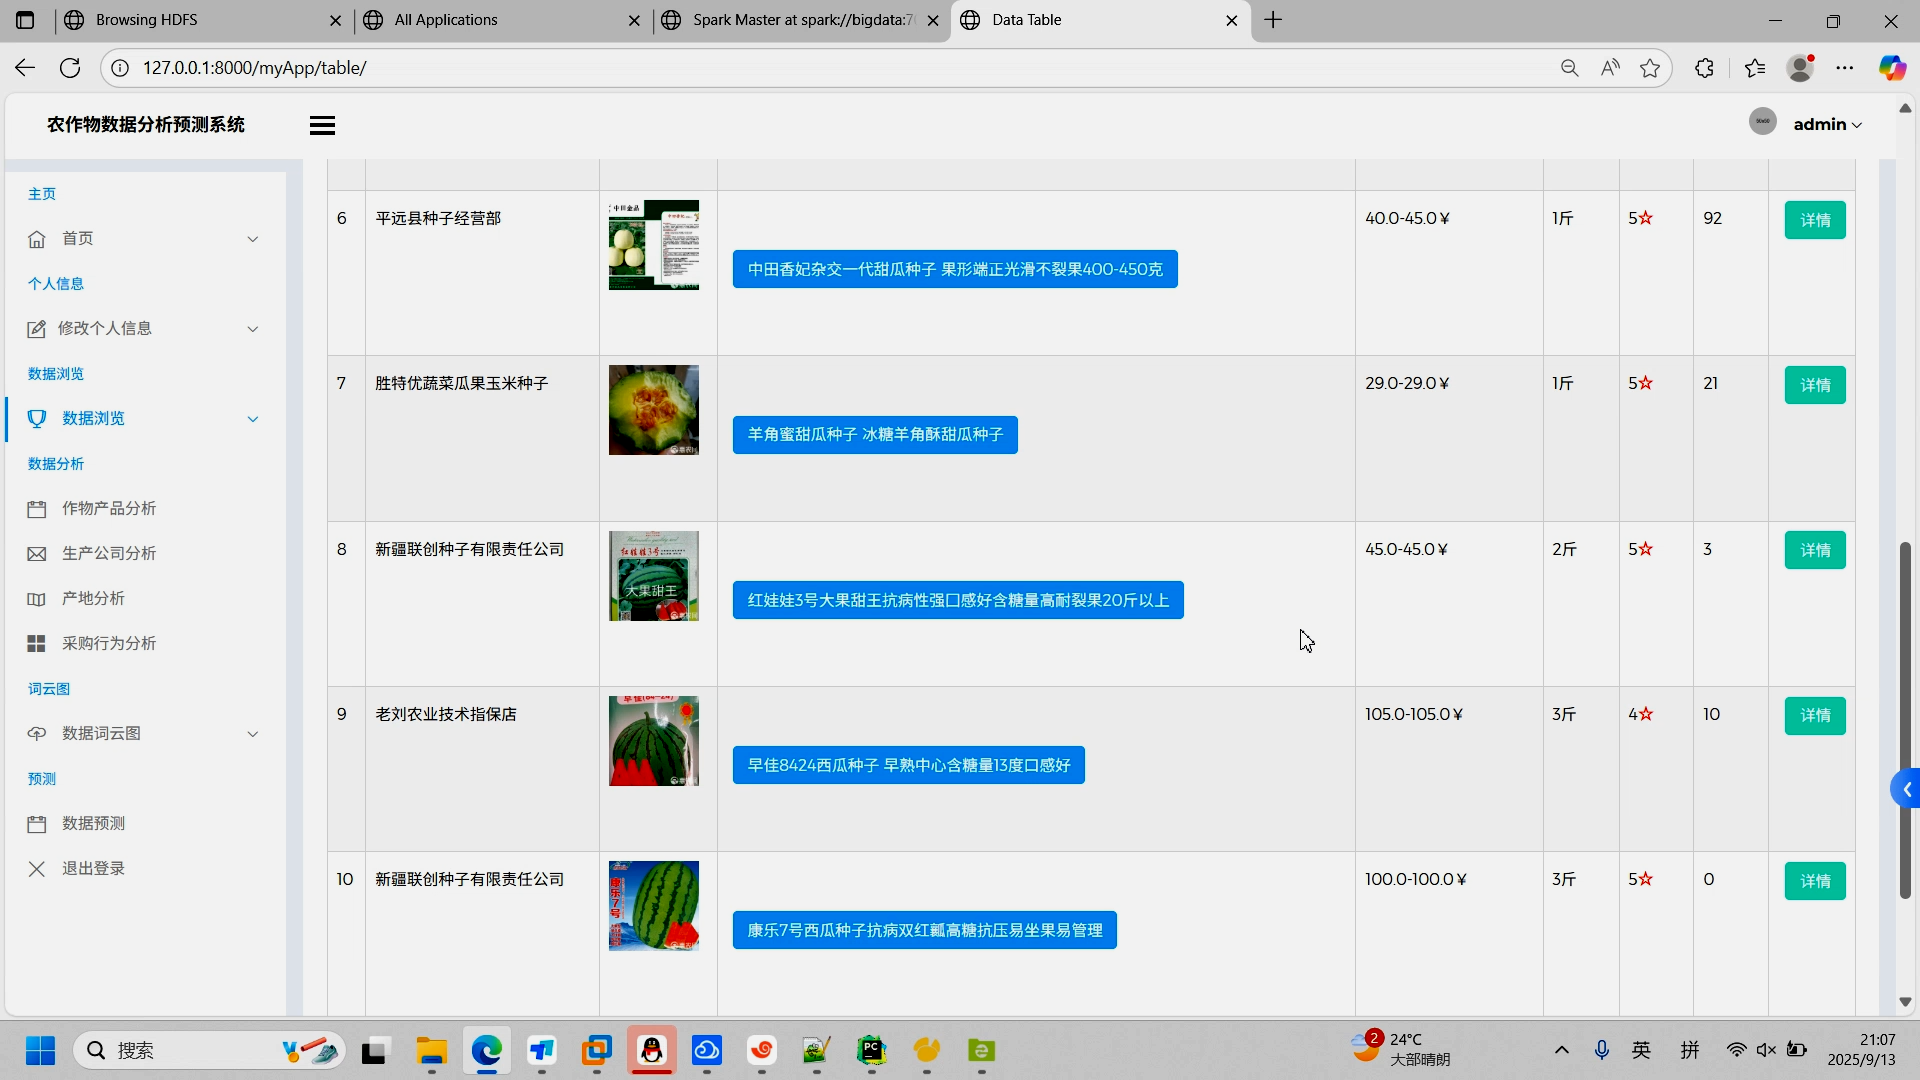 Browsing HDFS
All Applications
Spark Master at spark://bigdata:7
Data Table
127.0.0.1:8000/myApp/table/
农作物数据分析预测系统
admin
主页
首页
个人信息
修改个人信息
数据浏览
数据浏览
数据分析
作物产品分析
生产公司分析
产地分析
采购行为分析
词云图
数据词云图
预测
数据预测
退出登录
6 平远县种子经营部 40.0-45.0¥ 1斤 5☆ 92 详情
中田香妃杂交一代甜瓜种子 果形端正光滑不裂果400-450克
7 胜特优蔬菜瓜果玉米种子 29.0-29.0¥ 1斤 5☆ 21 详情
羊角蜜甜瓜种子 冰糖羊角酥甜瓜种子
8 新疆联创种子有限责任公司 45.0-45.0¥ 2斤 5☆ 3 详情
红娃娃3号
大果甜王
红娃娃3号大果甜王抗病性强口感好含糖量高耐裂果20斤以上
9 老刘农业技术指保店 105.0-105.0¥ 3斤 4☆ 10 详情
早佳8424西瓜种子 早熟中心含糖量13度口感好
10 新疆联创种子有限责任公司 100.0-100.0¥ 3斤 5☆ 0 详情
康乐7号
康乐7号西瓜种子抗病双红瓤高糖抗压易坐果易管理
搜索
2
24°C
大部晴朗
英
拼
21:07
2025/9/13